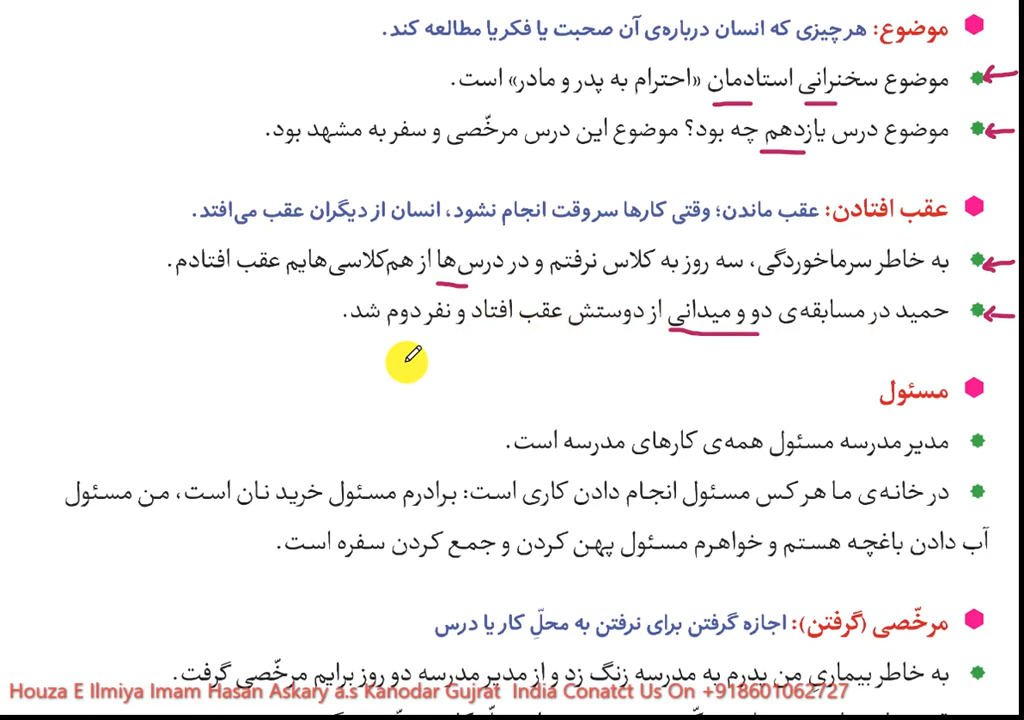 موضوع: هر چیزی که انسان درباره‌ی آن صحبت یا فکر یا مطالعه کند.
موضوع سخنرانی استادمان «احترام به پدر و مادر» است.
موضوع درس یازدهم چه بود؟ موضوع این درس مرخّصی و سفر به مشهد بود.
عقب افتادن: عقب ماندن؛ وقتی کارها سر وقت انجام نشود، انسان از دیگران عقب می‌افتد.
به خاطر سرماخوردگی، سه روز به کلاس نرفتم و در درس‌ها از هم‌کلاسی‌هایم عقب افتادم.
حمید در مسابقه‌ی دو و میدانی از دوستش عقب افتاد و نفر دوم شد.
مسئول
مدیر مدرسه مسئول همه‌ی کارهای مدرسه است.
در خانه‌ی ما هر کس مسئول انجام دادن کاری است: برادرم مسئول خرید نان است، من مسئول
آب دادن باغچه هستم و خواهرم مسئول پهن کردن و جمع کردن سفره است.
مرخّصی (گرفتن): اجازه گرفتن برای نرفتن به محلِّ کار یا درس
به خاطر بیماریِ من پدرم به مدرسه زنگ زد و از مدیر مدرسه دو روز برایم مرخّصی گرفت.
Houza E Ilmiya Imam Hasan Askary a.s Kanodar Gujrat India Conatct Us On +918601062727